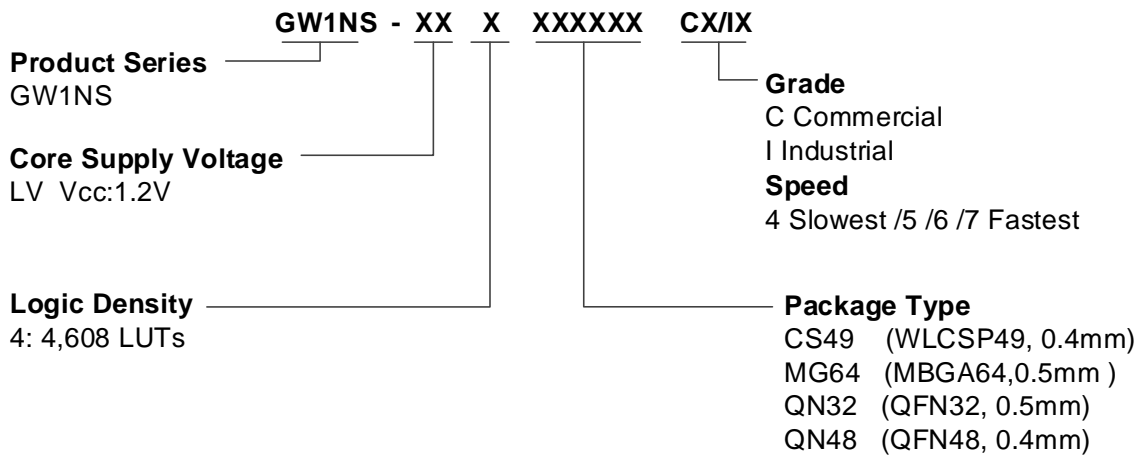 GW1NS - XX X XXXXXX CX/IX
Product Series
GW1NS
Core Supply Voltage
LV Vcc:1.2V
Logic Density
4: 4,608 LUTs
Grade
C Commercial
I Industrial
Speed
4 Slowest /5 /6 /7 Fastest
Package Type
CS49 (WLCSP49, 0.4mm)
MG64 (MBGA64,0.5mm )
QN32 (QFN32, 0.5mm)
QN48 (QFN48, 0.4mm)